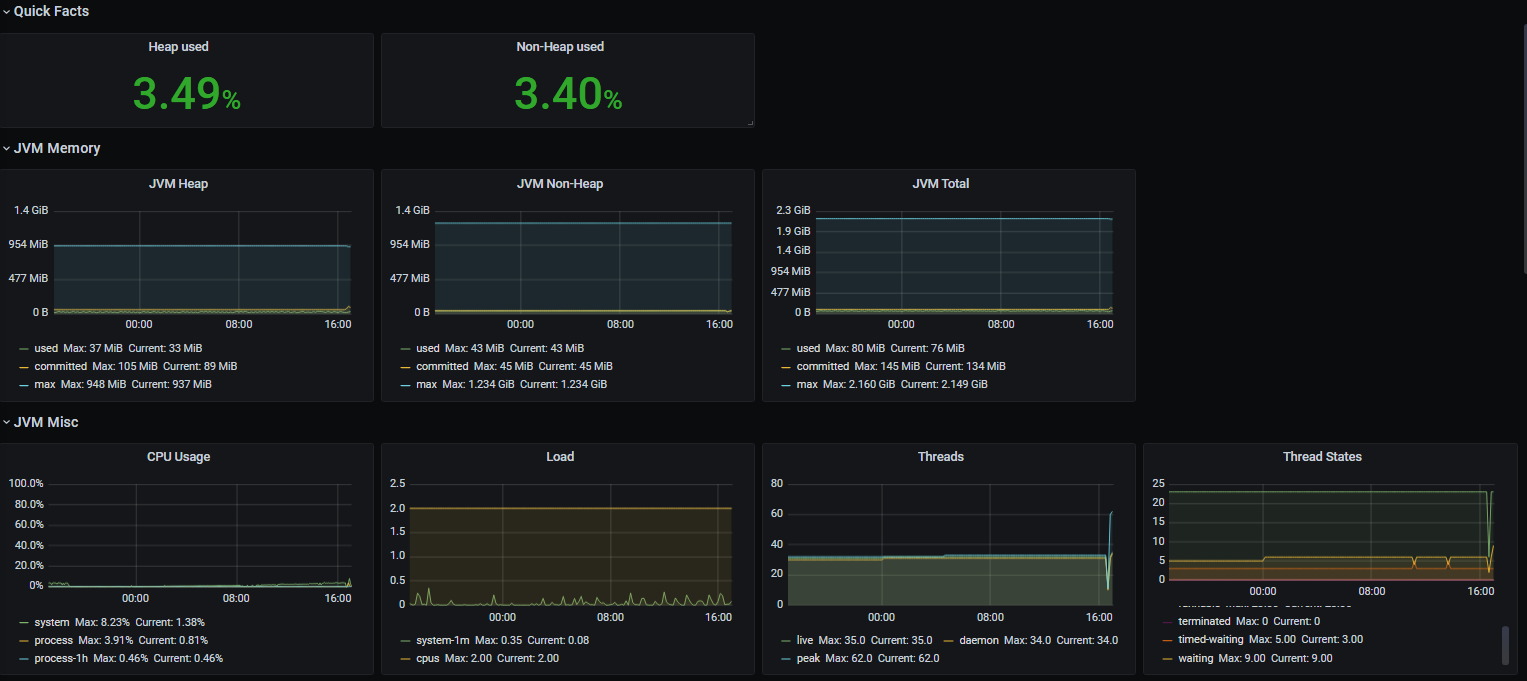 Quick Facts
Heap used
3.49%
Non-Heap used
3.40%
JVM Memory
JVM Heap
1.4 GiB
954 MiB
477 MiB
0 B
00:00 08:00 16:00
used Max: 37 MiB Current: 33 MiB
committed Max: 105 MiB Current: 89 MiB
max Max: 948 MiB Current: 937 MiB
JVM Non-Heap
1.4 GiB
954 MiB
477 MiB
0 B
00:00 08:00 16:00
used Max: 43 MiB Current: 43 MiB
committed Max: 45 MiB Current: 45 MiB
max Max: 1.234 GiB Current: 1.234 GiB
JVM Total
2.3 GiB
1.9 GiB
1.4 GiB
954 MiB
477 MiB
0 B
00:00 08:00 16:00
used Max: 80 MiB Current: 76 MiB
committed Max: 145 MiB Current: 134 MiB
max Max: 2.160 GiB Current: 2.149 GiB
JVM Misc
CPU Usage
100.0%
80.0%
60.0%
40.0%
20.0%
0%
00:00 08:00 16:00
system Max: 8.23% Current: 1.38%
process Max: 3.91% Current: 0.81%
process-1h Max: 0.46% Current: 0.46%
Load
2.5
2.0
1.5
1.0
0.5
0
00:00 08:00 16:00
system-1m Max: 0.35 Current: 0.08
cpus Max: 2.00 Current: 2.00
Threads
80
60
40
20
0
00:00 08:00 16:00
live Max: 35.0 Current: 35.0 daemon Max: 34.0 Current: 34.0
peak Max: 62.0 Current: 62.0
Thread States
25
20
15
10
5
0
00:00 08:00 16:00
terminated Max: 0 Current: 0
timed-waiting Max: 5.00 Current: 3.00
waiting Max: 9.00 Current: 9.00